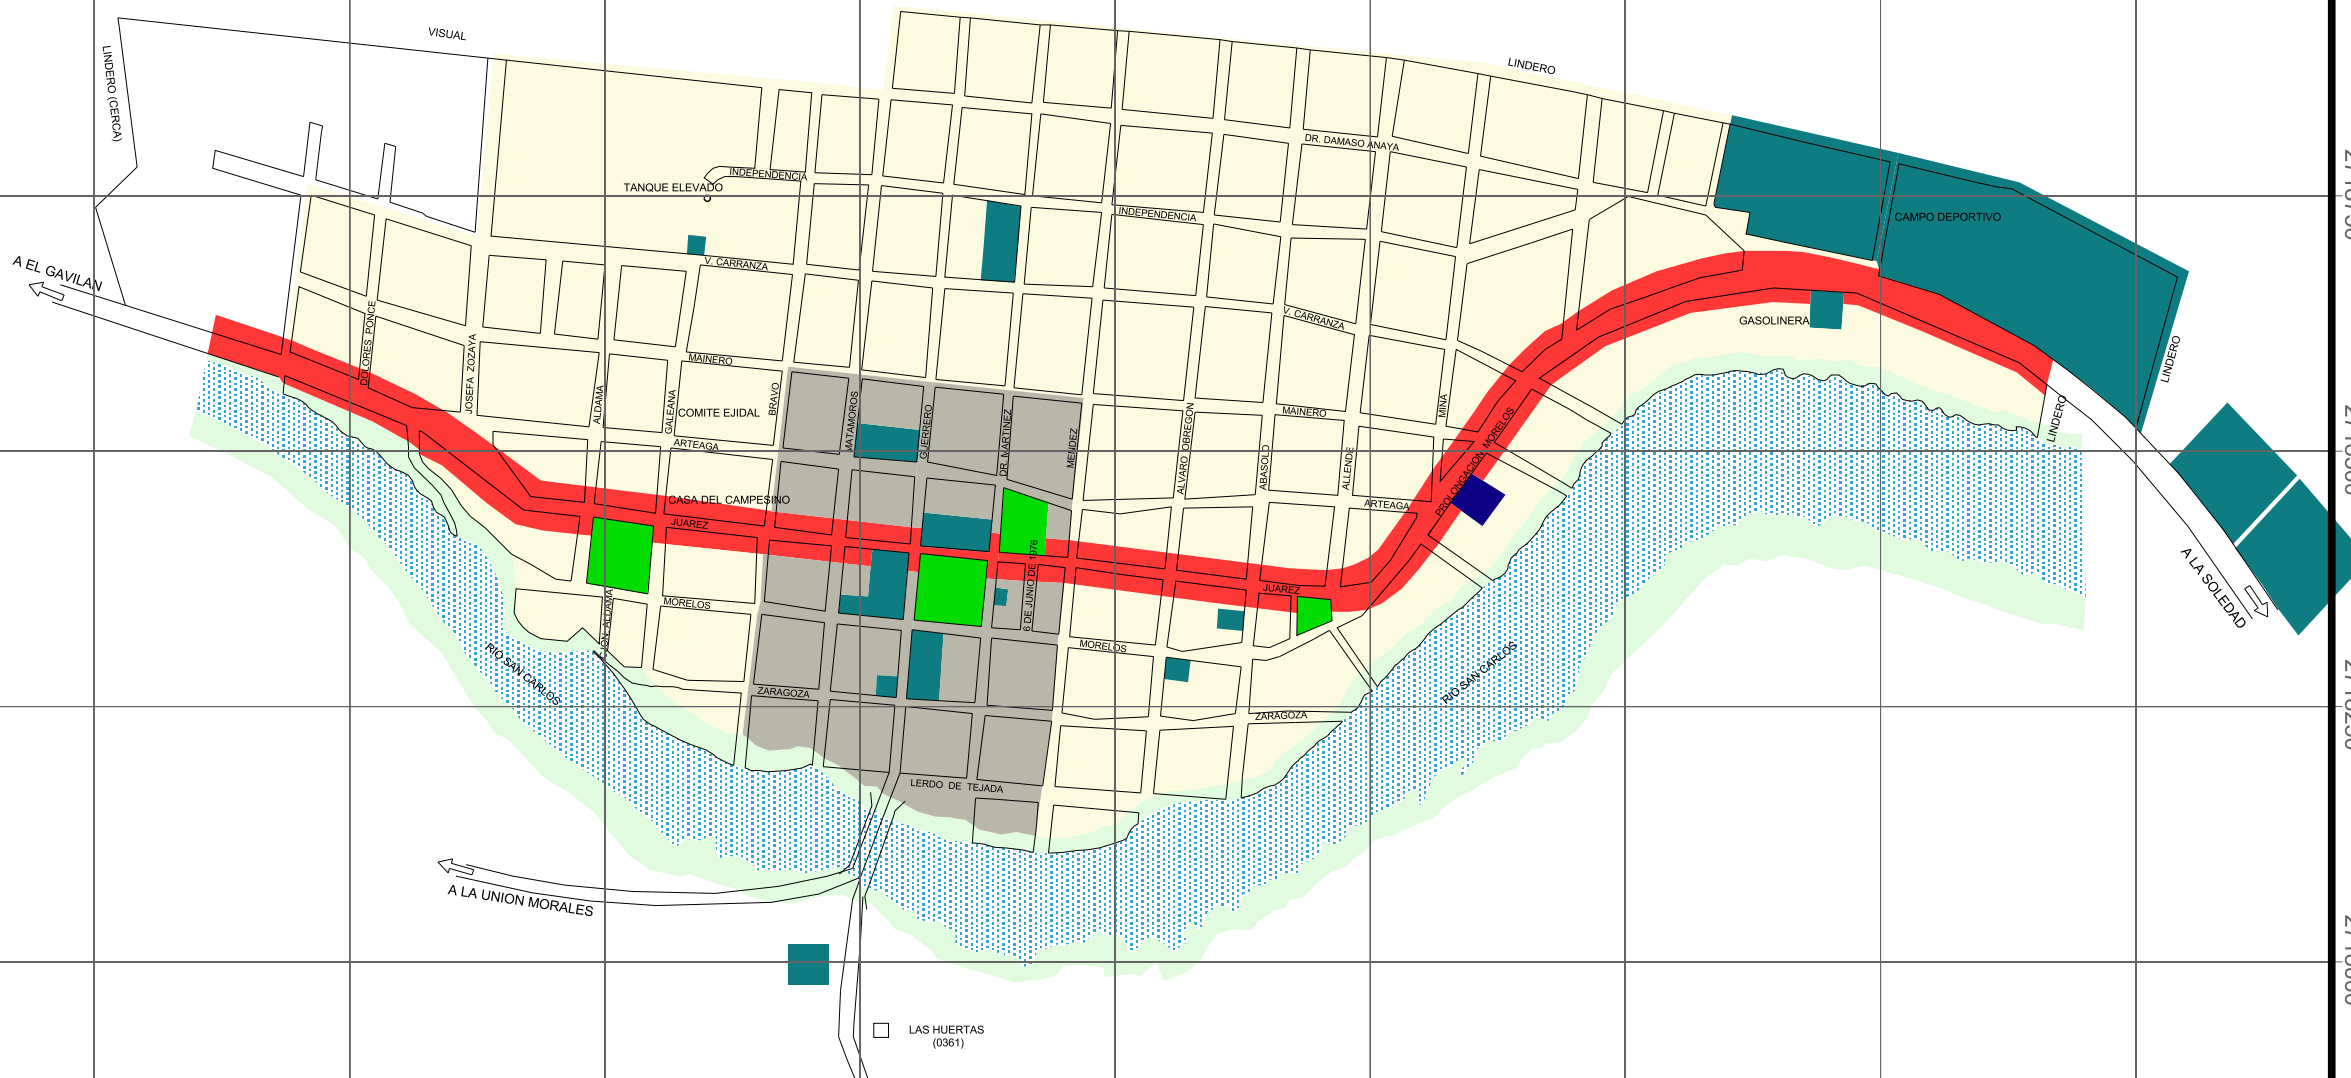 VISUAL
LINDERO (CERCA)
LINDERO
DR. DAMASO ANAYA
INDEPENDENCIA
TANQUE ELEVADO
INDEPENDENCIA
CAMPO DEPORTIVO
A EL GAVILAN
V. CARRANZA
V. CARRANZA
GASOLINERA
DOLORES PONCE
JOSEFA ZOZAYA
MAINERO
LINDERO
ALDAMA
GALEANA
BRAVO
COMITE EJIDAL
MATAMOROS
GUERRERO
DR. MARTINEZ
MENDEZ
ALVARO OBREGON
ABASOLO
MAINERO
ALLENDE
MINA
LINDERO
ARTEAGA
CASA DEL CAMPESINO
ARTEAGA
PROLONGACION MORELOS
JUAREZ
JUAREZ
6 DE JUNIO DE 1976
A LA SOLEDAD
MORELOS
ALDAMA
MORELOS
RIO SAN CARLOS
RIO SAN CARLOS
ZARAGOZA
ZARAGOZA
LERDO DE TEJADA
A LA UNION MORALES
LAS HUERTAS
(0361)